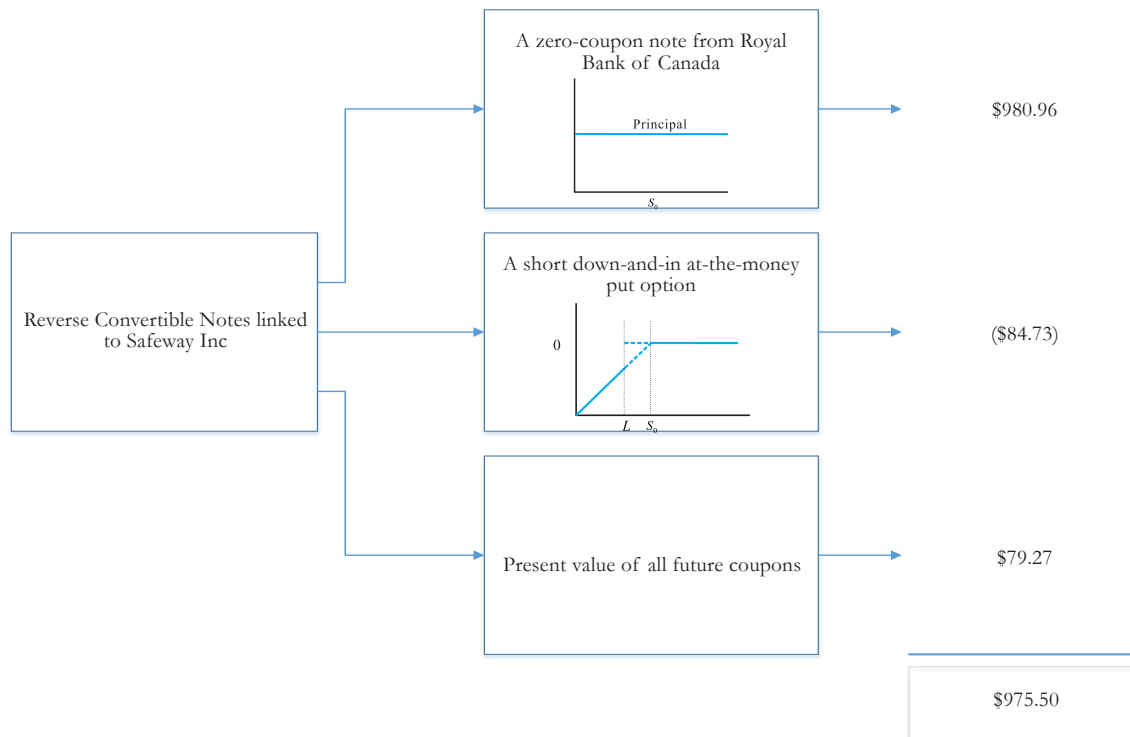 A zero-coupon note from Royal
Bank of Canada
Principal
S₀
$980.96
Reverse Convertible Notes linked
to Safeway Inc
A short down-and-in at-the-money
put option
0
L S₀
($84.73)
Present value of all future coupons
$79.27
$975.50